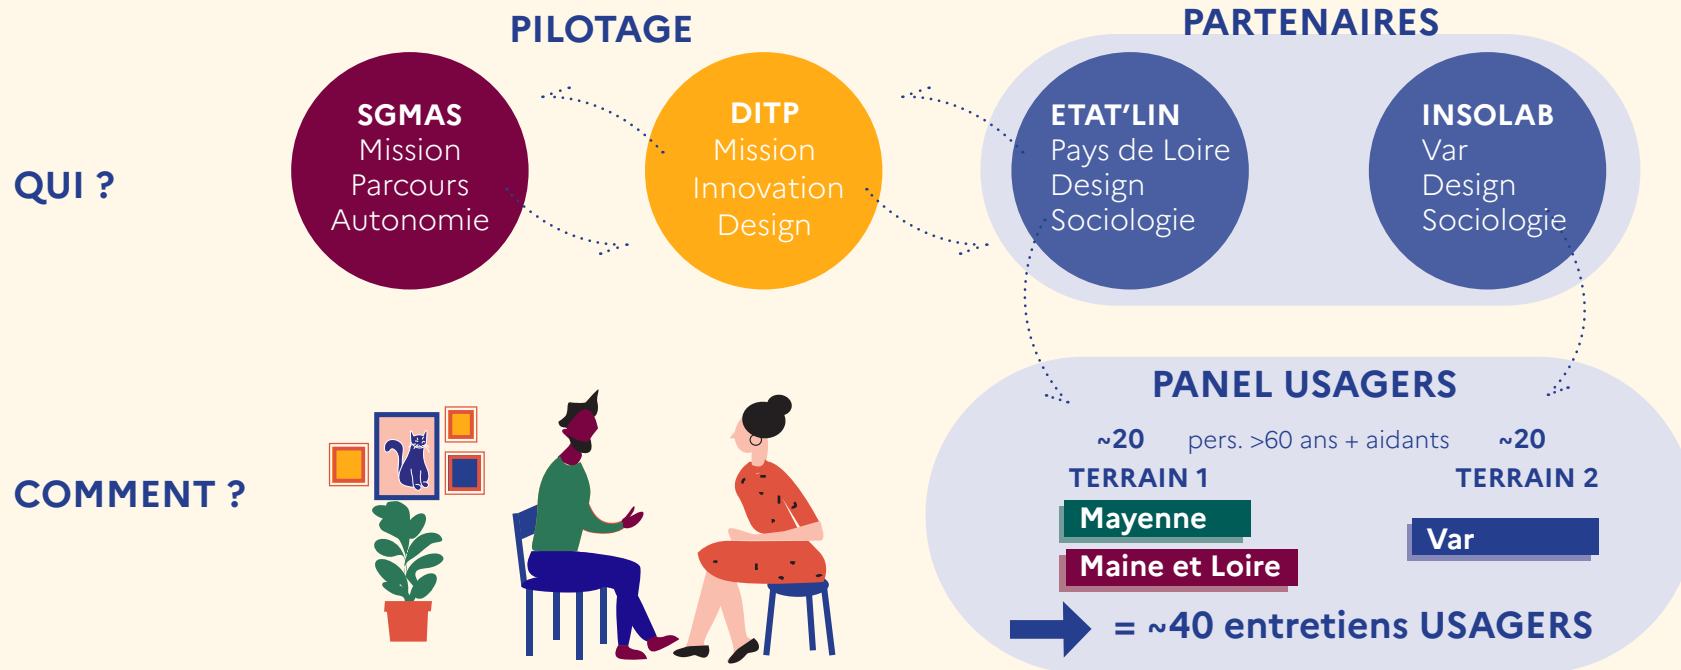 PILOTAGE
PARTENAIRES
QUI ?
SGMAS
Mission
Parcours
Autonomie
DITP
Mission
Innovation
Design
ETAT'LIN
Pays de Loire
Design
Sociologie
INSOLAB
Var
Design
Sociologie
COMMENT ?
PANEL USAGERS
~20 pers. >60 ans + aidants ~20
TERRAIN 1
TERRAIN 2
Mayenne
Maine et Loire
Var
= ~40 entretiens USAGERS